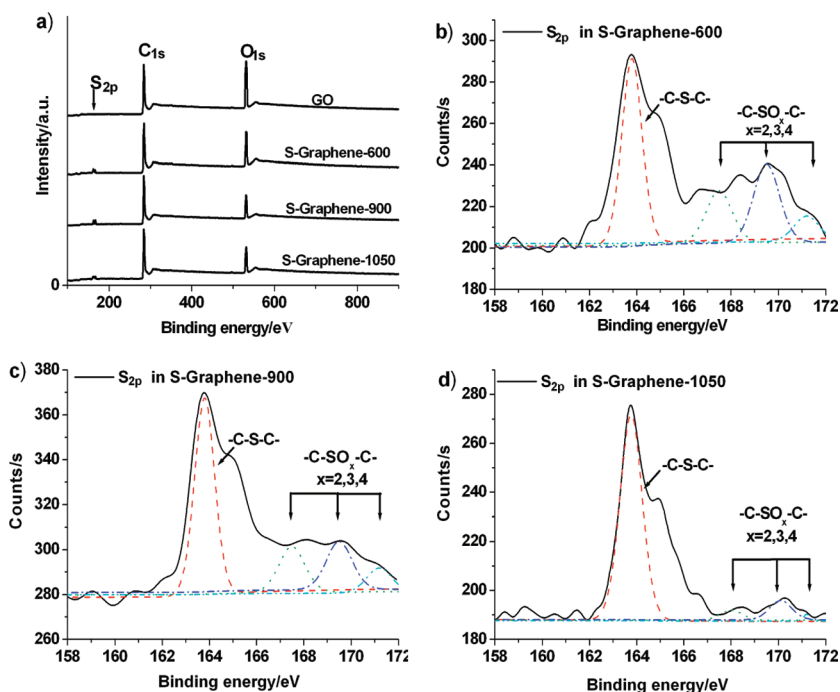 a)
C1s
O1s
S2p
GO
S-Graphene-600
S-Graphene-900
S-Graphene-1050
Intensity/a.u.
0
200 400 600 800
Binding energy/eV
b)
S2p in S-Graphene-600
-C-S-C-
-C-SOx-C-
x=2,3,4
Counts/s
300
280
260
240
220
200
180
158 160 162 164 166 168 170 172
Binding energy/eV
c)
S2p in S-Graphene-900
-C-S-C-
-C-SOx-C-
x=2,3,4
Counts/s
380
360
340
320
300
280
260
158 160 162 164 166 168 170 172
Binding energy/eV
d)
S2p in S-Graphene-1050
-C-S-C-
-C-SOx-C-
x=2,3,4
Counts/s
280
260
240
220
200
180
158 160 162 164 166 168 170 172
Binding energy/eV